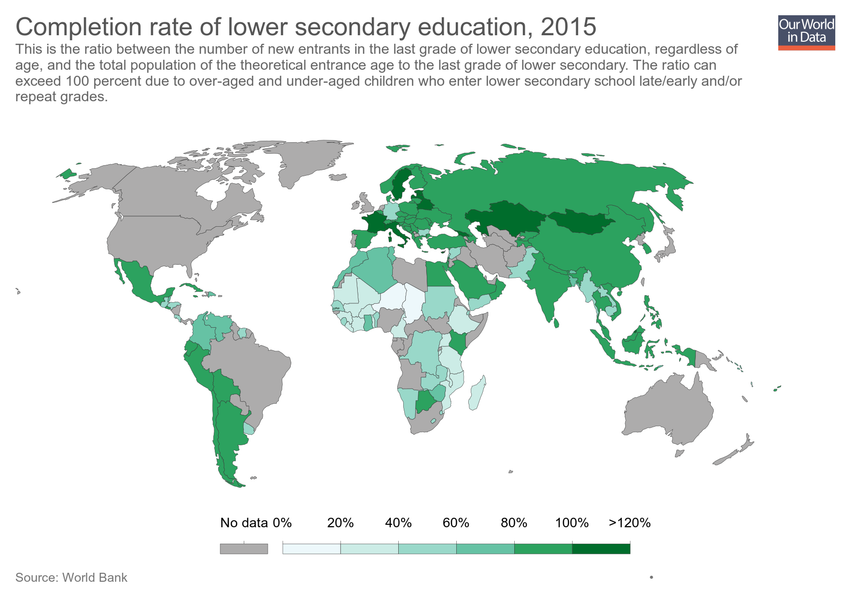 Completion rate of lower secondary education, 2015
Our World
in Data
This is the ratio between the number of new entrants in the last grade of lower secondary education, regardless of
age, and the total population of the theoretical entrance age to the last grade of lower secondary. The ratio can
exceed 100 percent due to over-aged and under-aged children who enter lower secondary school late/early and/or
repeat grades.
No data 0% 20% 40% 60% 80% 100% >120%
Source: World Bank